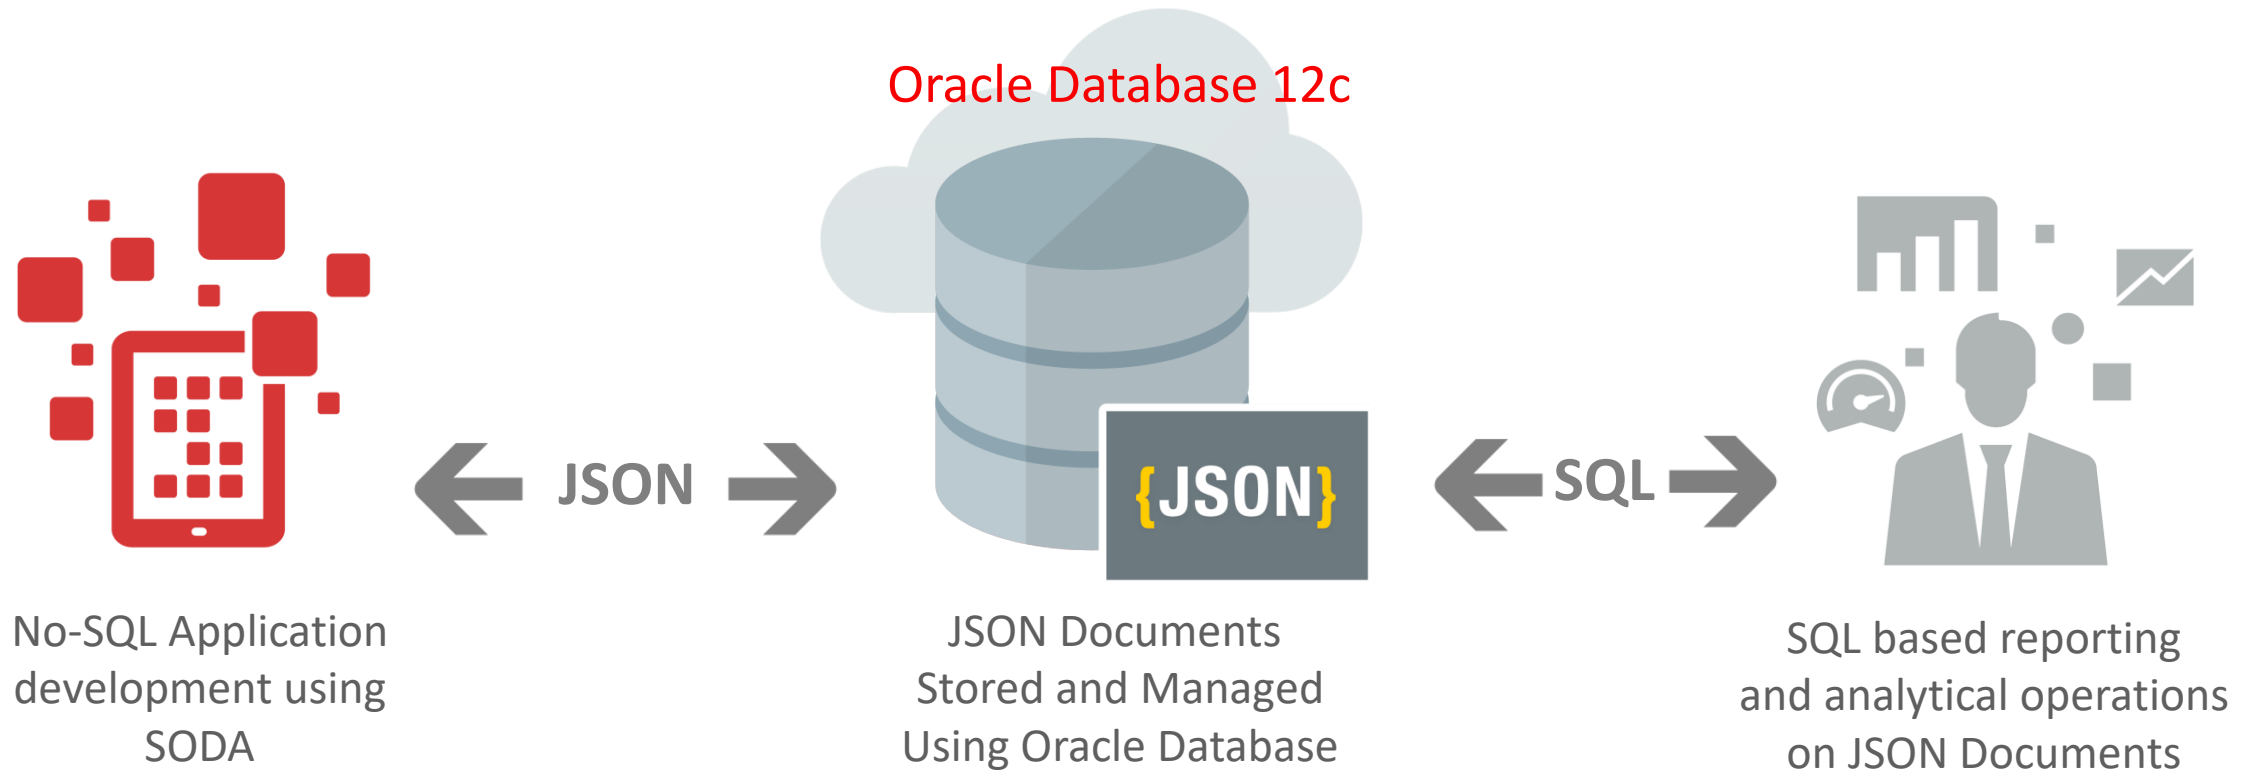 Oracle Database 12c
JSON
{JSON}
SQL
No-SQL Application
development using
SODA
JSON Documents
Stored and Managed
Using Oracle Database
SQL based reporting
and analytical operations
on JSON Documents